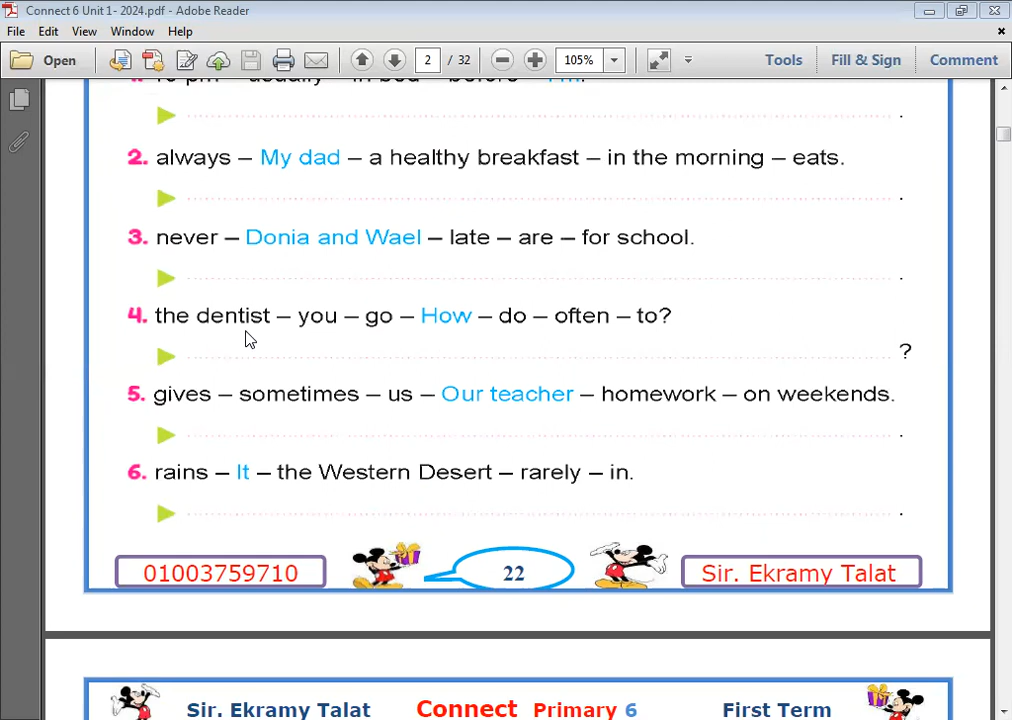 Connect 6 Unit 1- 2024.pdf - Adobe Reader
File Edit View Window Help
Open 2 / 32 105% Tools Fill & Sign Comment
2. always – My dad – a healthy breakfast – in the morning – eats.
.
3. never – Donia and Wael – late – are – for school.
.
4. the dentist – you – go – How – do – often – to?
?
5. gives – sometimes – us – Our teacher – homework – on weekends.
.
6. rains – It – the Western Desert – rarely – in.
.
01003759710 22 Sir. Ekramy Talat
Sir. Ekramy Talat Connect Primary 6 First Term